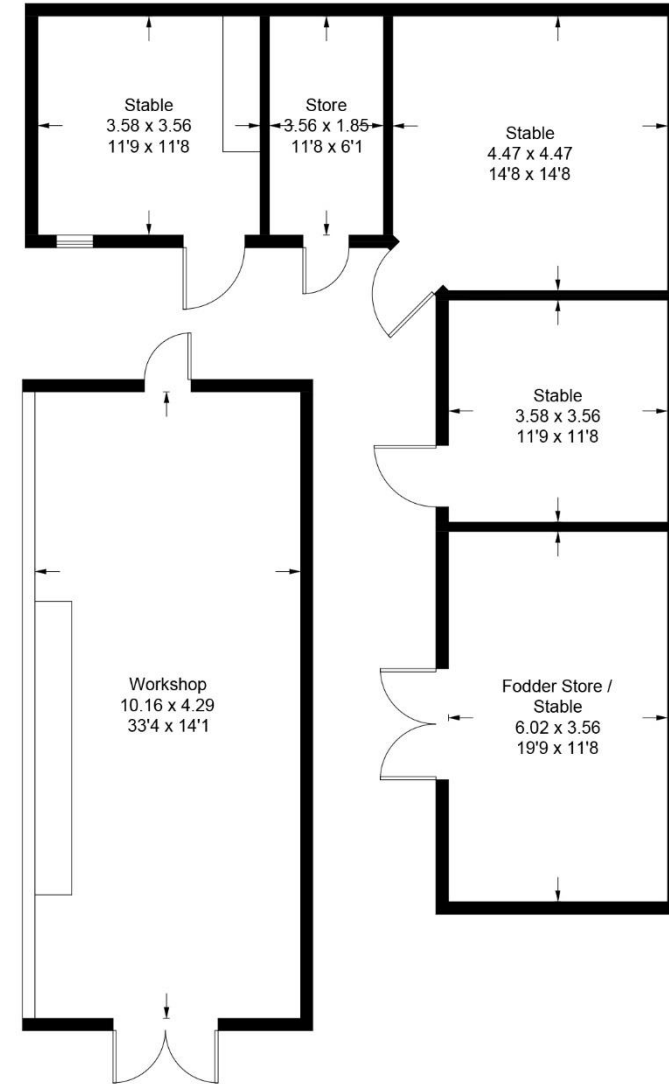 Stable
3.58 x 3.56
11'9 x 11'8
Store
3.56 x 1.85
11'8 x 6'1
Stable
4.47 x 4.47
14'8 x 14'8
Stable
3.58 x 3.56
11'9 x 11'8
Workshop
10.16 x 4.29
33'4 x 14'1
Fodder Store /
Stable
6.02 x 3.56
19'9 x 11'8